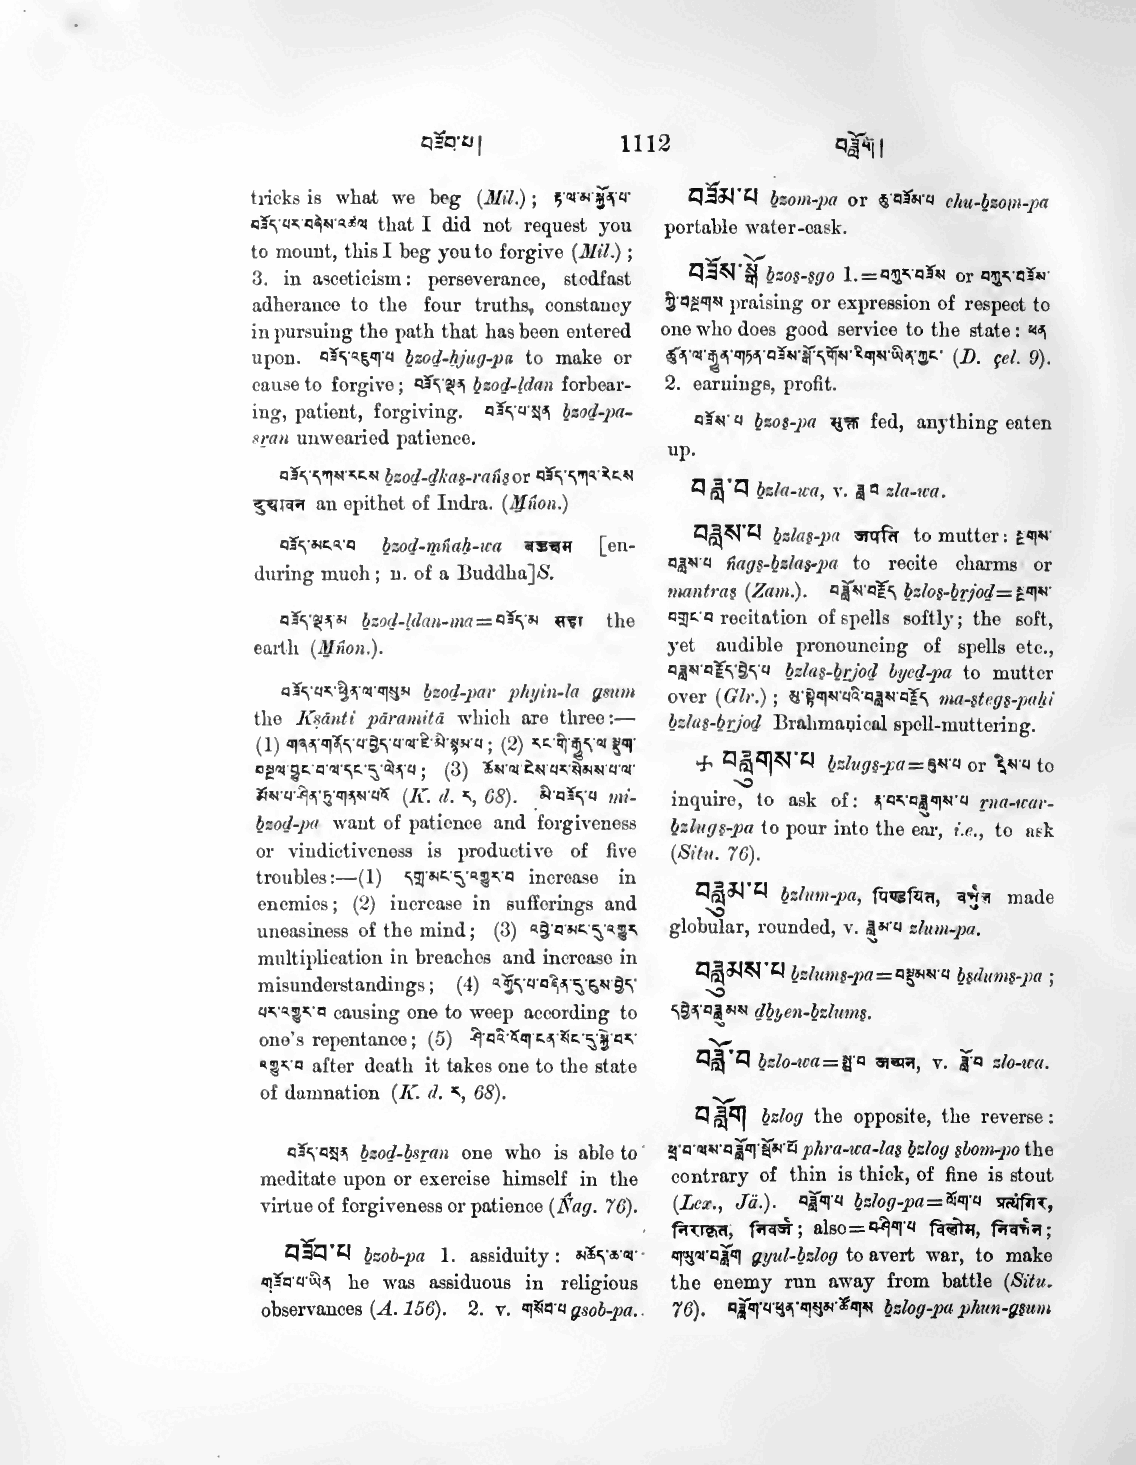 བཟོབ་པ།
1112
བཟློག།
tricks is what we beg (Mil.); རྟ་ལ་མ་སྐྱོན་པ་
བཟོད་པར་བཞེས་འཚལ that I did not request you
to mount, this I beg you to forgive (Mil.);
3. in asceticism: perseverance, stedfast
adherance to the four truths, constancy
in pursuing the path that has been entered
upon. བཟོད་འཇུག་པ bzod-ḥjug-pa to make or
cause to forgive; བཟོད་ལྡན bzod-ldan forbear-
ing, patient, forgiving. བཟོད་པ་སྲན bzod-pa-
sran unwearied patience.
བཟོད་དཀས་རངས bzod-dkas-rańs or བཟོད་དཀའ་རེངས
दुश्च्यवन an epithet of Indra. (Mṅon.)
བཟོད་མངའ་བ bzod-mńaḥ-wa [en-
during much; n. of a Buddha]S.
བཟོད་ལྡན་མ bzod-ldan-ma=བཟོད་མ सहा the
earth (Mṅon.).
བཟོད་པར་ཕྱིན་ལ་གསུམ bzod-par phyin-la gsum
the Kṣānti pāramitā which are three:—
(1) གཞན་གནོད་པ་བྱེད་པ་ལ་ཇི་མི་སྙམ་པ; (2) རང་གི་རྒྱུད་ལ་སྡུག་
བསྔལ་བྱུང་བ་ལ་དང་དུ་ལེན་པ; (3) ཆོས་ལ་ངེས་པར་སེམས་པ་ལ་
མོས་པ་ཤིན་ཏུ་གནས་པའོ (K. d. ར, 68). མི་བཟོད་པ mi-
bzod-pa want of patience and forgiveness
or vindictiveness is productive of five
troubles:—(1) དགྲ་མང་དུ་འགྱུར་བ increase in
enemies; (2) increase in sufferings and
uneasiness of the mind; (3) འབྱེ་བ་མང་དུ་འགྱུར
multiplication in breaches and increase in
misunderstandings; (4) འགྱོད་པ་བཞིན་དུ་ངུས་བྱེད་
པར་འགྱུར་བ causing one to weep according to
one's repentance; (5) ཤི་བའི་འོག་ངན་སོང་དུ་སྐྱེ་བར་
འགྱུར་བ after death it takes one to the state
of damnation (K. d. ར, 68).
བཟོད་བསྲན bzod-bsran one who is able to
meditate upon or exercise himself in the
virtue of forgiveness or patience (Ńag. 76).
བཟོབ་པ bzob-pa 1. assiduity: མཆོད་ཆ་ལ་
གཟོབ་པ་ཡིན he was assiduous in religious
observances (A. 156). 2. v. གསོབ་པ gsob-pa.
བཟོམ་པ bzom-pa or ཆུ་བཟོམ་པ chu-bzom-pa
portable water-cask.
བཟོས་སྒོ bzos-sgo 1.=བཀུར་བཟོས or བཀུར་བཟོས་
ཀྱི་བསྔགས praising or expression of respect to
one who does good service to the state: ཕན
ཚུན་ལ་རྒྱུན་གཏན་བཟོས་སྒོ་དགོས་རིགས་ཡིན་ཀྱང་ (D. çel. 9).
2. earnings, profit.
བཟོས་པ bzos-pa भुक्त fed, anything eaten
up.
བཟླ་བ bzla-wa, v. ཟླ་བ zla-wa.
བཟླས་པ bzlas-pa जपति to mutter: སྔགས་
བཟླས་པ ńags-bzlas-pa to recite charms or
mantras (Zam.). བཟློས་བརྗོད bzlos-brjod=སྔགས་
བཀྲང་བ recitation of spells softly; the soft,
yet audible pronouncing of spells etc.,
བཟླས་བརྗོད་བྱེད་པ bzlas-brjod byed-pa to mutter
over (Glr.); མུ་སྟེགས་པའི་བཟླས་བརྗོད ma-stegs-paḥi
bzlas-brjod Brahmaṇical spell-muttering.
+ བཟླུགས་པ bzlugs-pa=ཞུས་པ or དྲིས་པ to
inquire, to ask of: རྣ་བར་བཟླུགས་པ rna-war-
bzlugs-pa to pour into the ear, i.e., to ask
(Situ. 76).
བཟླུམ་པ bzlum-pa, पिण्डयित, वर्त्तुन made
globular, rounded, v. ཟླུམ་པ zlum-pa.
བཟླུམས་པ bzlums-pa=བསྡུམས་པ bsdums-pa;
དབྱེན་བཟླུམས dbyen-bzlums.
བཟློ་བ bzlo-wa=སྨྲ་བ जल्पन, v. ཟློ་བ zlo-wa.
བཟློག bzlog the opposite, the reverse:
ཕྲ་བ་ལས་བཟློག་སྦོམ་པོ phra-wa-las bzloy sbom-po the
contrary of thin is thick, of fine is stout
(Lex., Jä.). བཟློག་པ bzlog-pa=ལོག་པ प्रत्यंगिर,
निराकृत, निवर्ज; also=བཤིག་པ विलोम, निवर्त्तन;
གཡུལ་བཟློག gyul-bzlog to avert war, to make
the enemy run away from battle (Situ.
76). བཟློག་པ་ཕུན་གསུམ་ཚོགས bzlog-pa phun-gsum